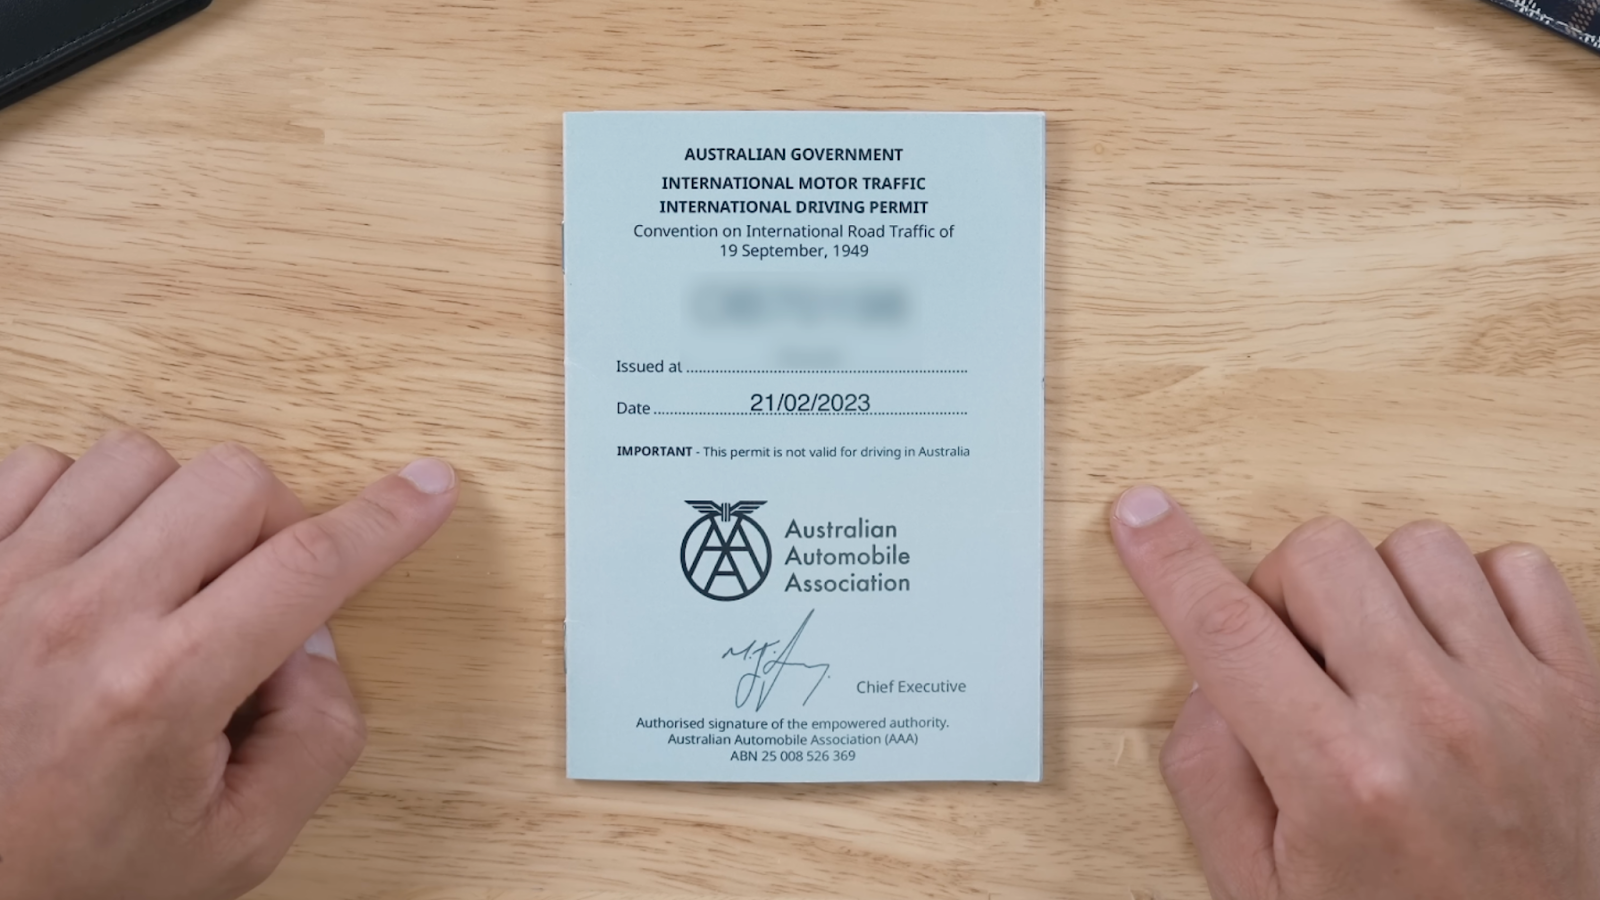 AUSTRALIAN GOVERNMENT
INTERNATIONAL MOTOR TRAFFIC
INTERNATIONAL DRIVING PERMIT
Convention on International Road Traffic of
19 September, 1949
Issued at
Date 21/02/2023
IMPORTANT - This permit is not valid for driving in Australia
AAA
Australian
Automobile
Association
Chief Executive
Authorised signature of the empowered authority.
Australian Automobile Association (AAA)
ABN 25 008 526 369